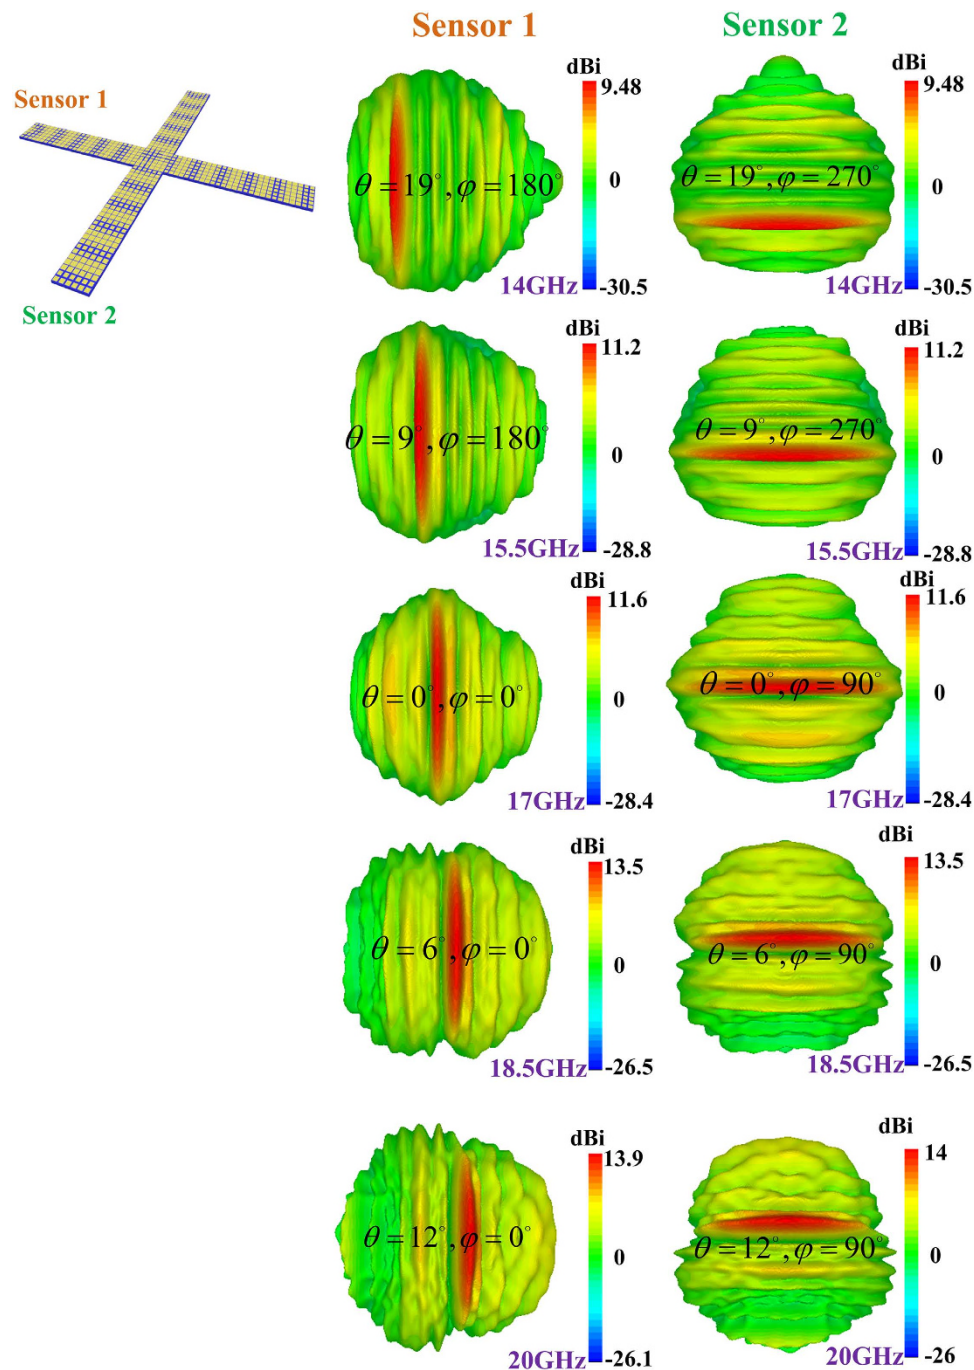 Sensor 1
Sensor 2
Sensor 1
Sensor 2
dBi
9.48
0
-30.5
θ = 19°, φ = 180°
14GHz
dBi
9.48
0
-30.5
θ = 19°, φ = 270°
14GHz
dBi
11.2
0
-28.8
θ = 9°, φ = 180°
15.5GHz
dBi
11.2
0
-28.8
θ = 9°, φ = 270°
15.5GHz
dBi
11.6
0
-28.4
θ = 0°, φ = 0°
17GHz
dBi
11.6
0
-28.4
θ = 0°, φ = 90°
17GHz
dBi
13.5
0
-26.5
θ = 6°, φ = 0°
18.5GHz
dBi
13.5
0
-26.5
θ = 6°, φ = 90°
18.5GHz
dBi
13.9
0
-26.1
θ = 12°, φ = 0°
20GHz
dBi
14
0
-26
θ = 12°, φ = 90°
20GHz